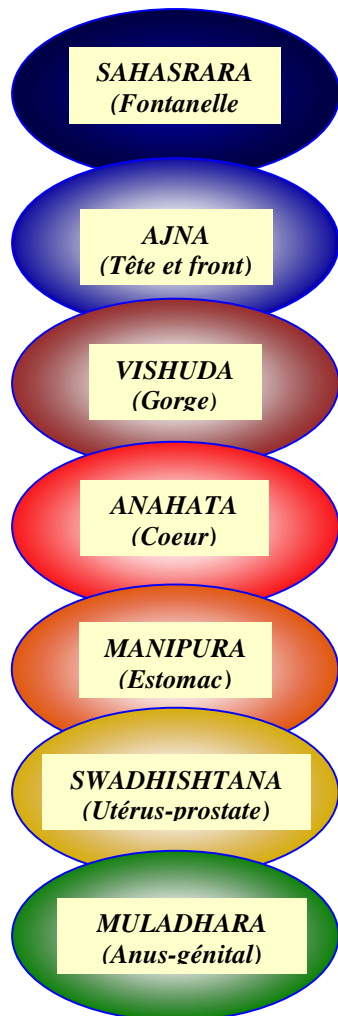 SAHASRARA
(Fontanelle
AJNA
(Tête et front)
VISHUDA
(Gorge)
ANAHATA
(Coeur)
MANIPURA
(Estomac)
SWADHISHTANA
(Utérus-prostate)
MULADHARA
(Anus-génital)